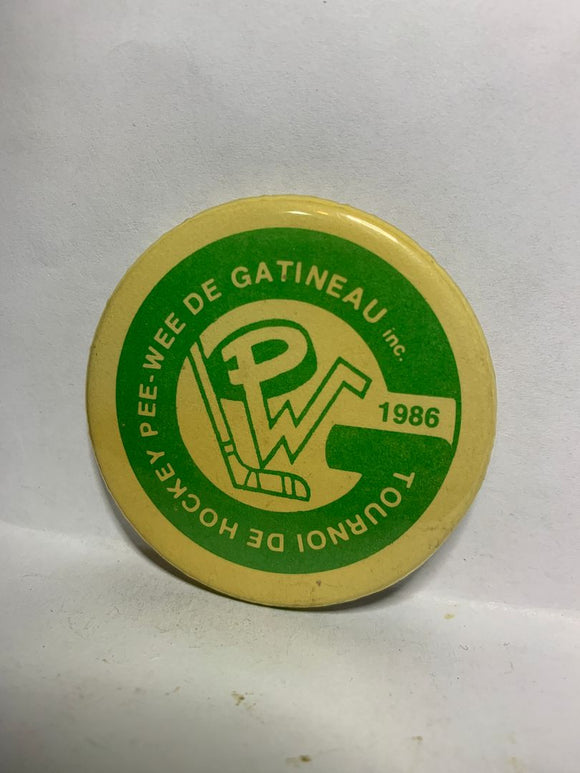 TOURNOI DE HOCKEY PEE-WEE DE GATINEAU inc.
PW
1986